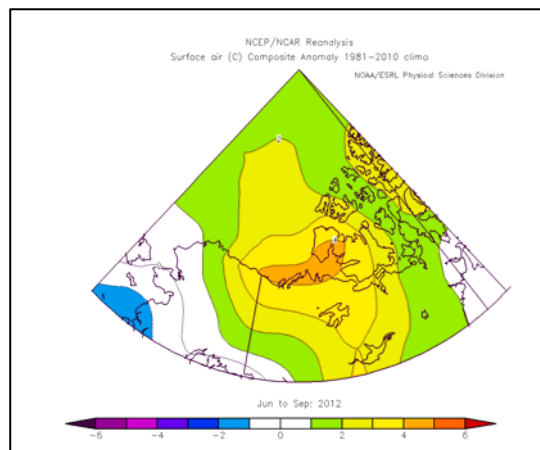 NCEP/NCAR Reanalysis
Surface air (C) Composite Anomaly 1981-2010 climo
NOAA/ESRL Physical Sciences Division
Jun to Sep: 2012
-6 -4 -2 0 2 4 6